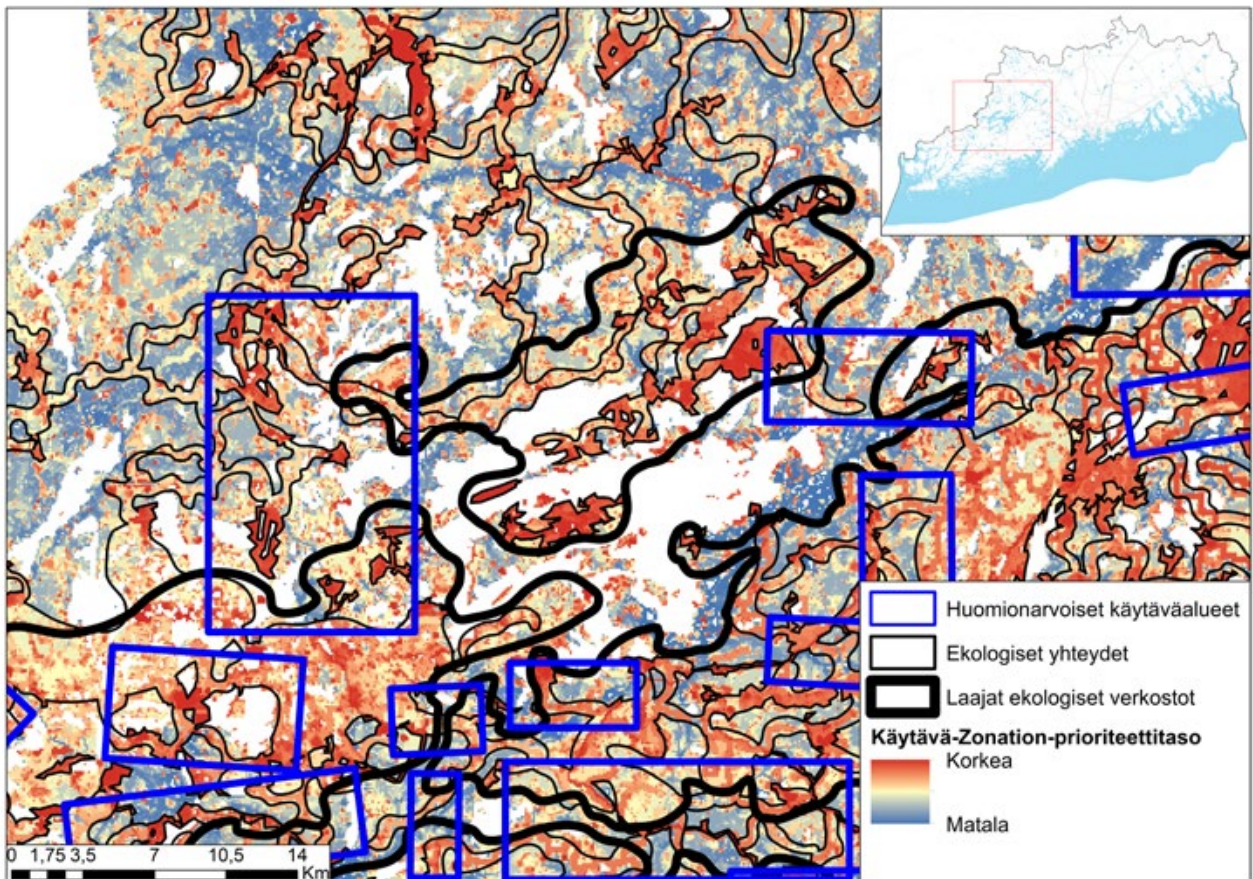 Huomionarvoiset käytäväalueet
Ekologiset yhteydet
Laajat ekologiset verkostot
Käytävä-Zonation-prioriteettitaso
Korkea
Matala
0 1,75 3,5 7 10,5 14
Km